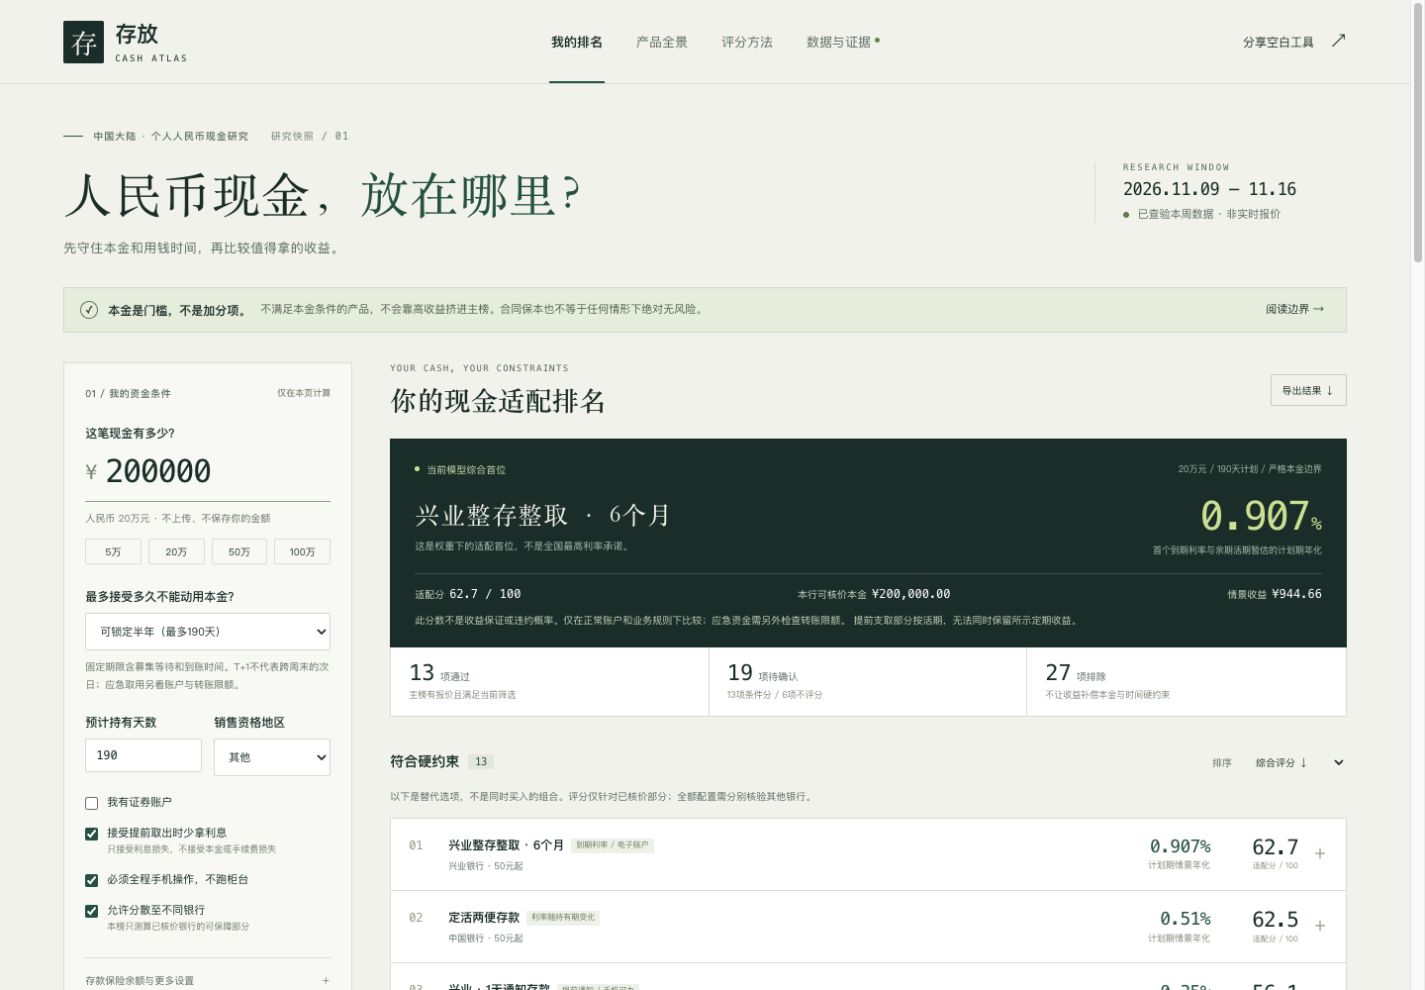 存 存放
CASH ATLAS
我的排名 产品全景 评分方法 数据与证据
分享空白工具 ↗
中国大陆 · 个人人民币现金研究 研究快照 / 01
人民币现金，放在哪里？
先守住本金和用钱时间，再比较值得拿的收益。
RESEARCH WINDOW
2026.11.09 — 11.16
已查验本周数据 · 非实时报价
本金是门槛，不是加分项。 不满足本金条件的产品，不会靠高收益挤进主榜。合同保本也不等于任何情形下绝对无风险。 阅读边界 →
01 / 我的资金条件 仅在本页计算
这笔现金有多少？
¥ 200000
人民币 20万元 · 不上传、不保存你的金额
5万 20万 50万 100万
最多接受多久不能动用本金？
可锁定半年（最多190天）
固定期限含募集等待和到账时间。T+1不代表跨周末的次
日；应急取用另看账户与转账限额。
预计持有天数 销售资格地区
190 其他
我有证券账户
接受提前取出时少拿利息
只接受利息损失，不接受本金或手续费损失
必须全程手机操作，不跑柜台
允许分散至不同银行
本榜只测算已核价银行的可保障部分
存款保险余额与更多设置 +
YOUR CASH, YOUR CONSTRAINTS
你的现金适配排名
导出结果 ↓
当前模型综合首位 20万元 / 190天计划 / 严格本金边界
兴业整存整取 · 6个月 0.907%
这是权重下的适配首位，不是全国最高利率承诺。 首个到期利率与余期活期暂估的计划期年化
适配分 62.7 / 100 本行可核价本金 ¥200,000.00 情景收益 ¥944.66
此分数不是收益保证或违约概率。仅在正常账户和业务规则下比较；应急资金需另外检查转账限额。 提前支取部分按活期，无法同时保留所示定期收益。
13 项通过
主榜有报价且满足当前筛选
19 项待确认
13项条件分 / 6项不评分
27 项排除
不让收益补偿本金与时间硬约束
符合硬约束 13 排序 综合评分 ↓
以下是替代选项，不是同时买入的组合。评分仅针对已核价部分；全额配置需分别核验其他银行。
01 兴业整存整取 · 6个月 到期利率 / 电子账户 0.907% 62.7 +
兴业银行 · 50元起 计划期情景年化 适配分 / 100
02 定活两便存款 利率随持有期变化 0.51% 62.5 +
中国银行 · 50元起 计划期情景年化 适配分 / 100
03 兴业 · 1天通知存款